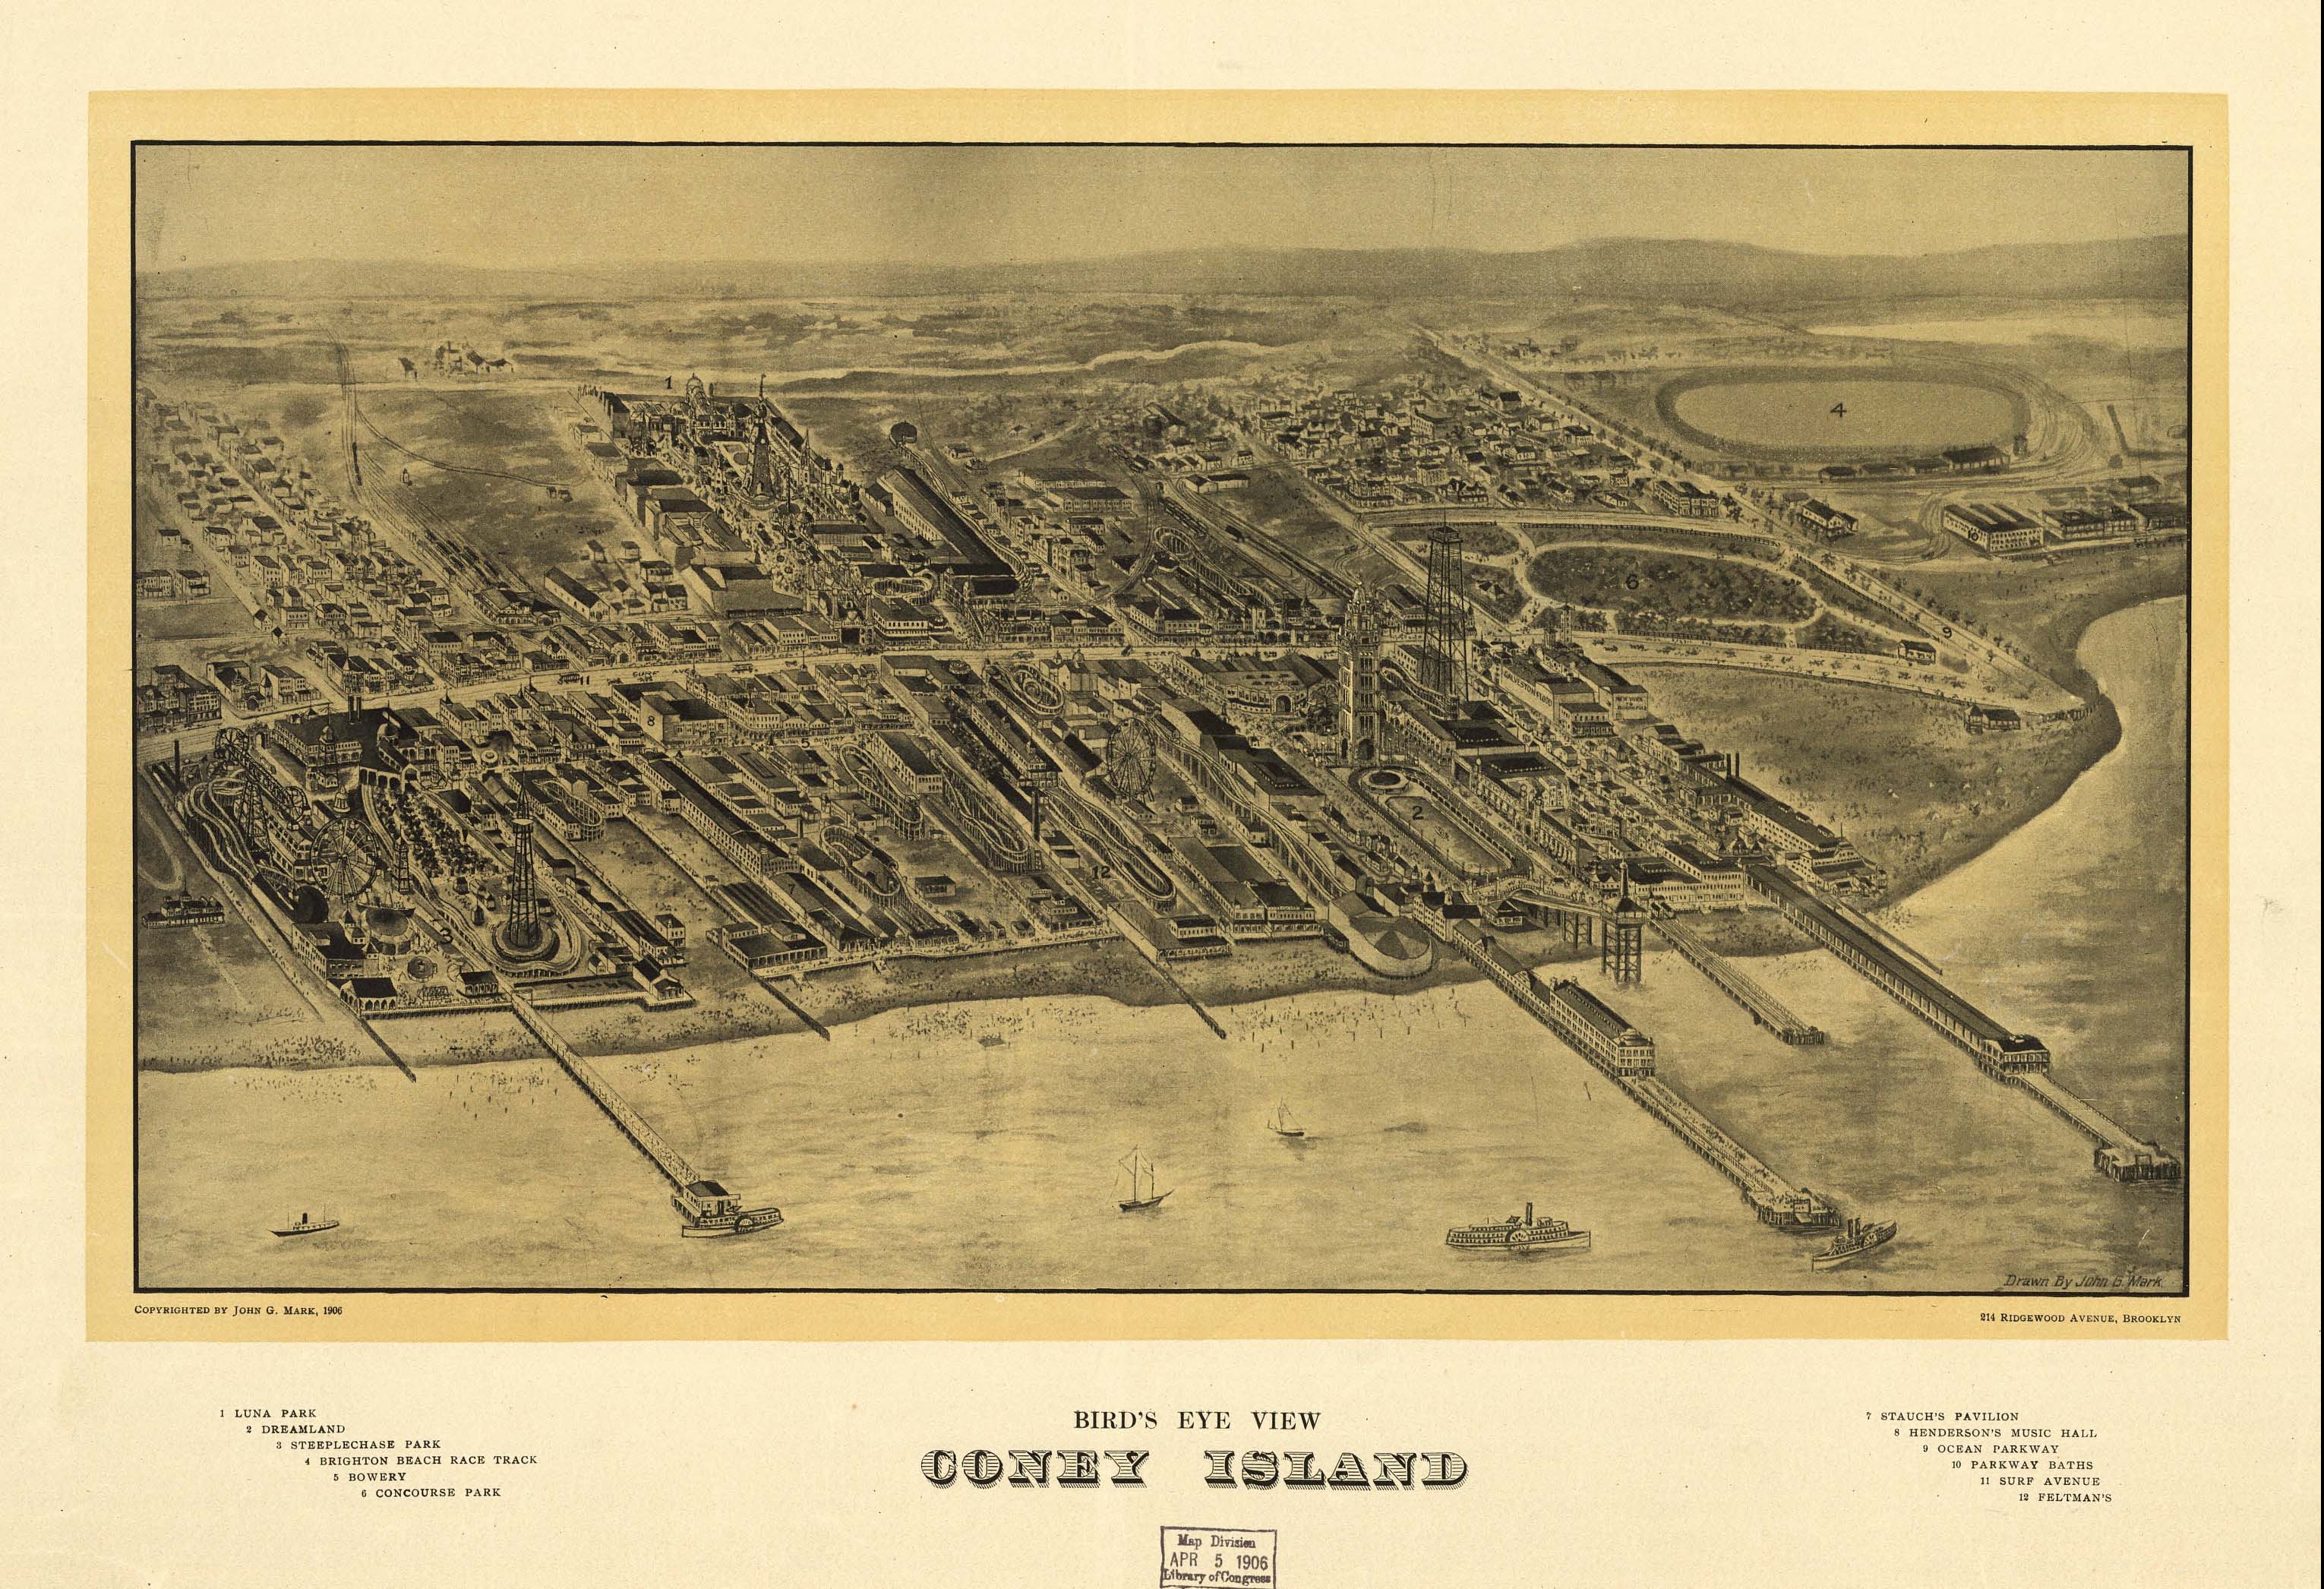 1
4
6
10
9
11 SURF AVE
8
5
2
7
12
3
Drawn By John G. Mark.
COPYRIGHTED BY JOHN G. MARK, 1906
214 RIDGEWOOD AVENUE, BROOKLYN
1 LUNA PARK
2 DREAMLAND
3 STEEPLECHASE PARK
4 BRIGHTON BEACH RACE TRACK
5 BOWERY
6 CONCOURSE PARK
BIRD'S EYE VIEW
CONEY ISLAND
7 STAUCH'S PAVILION
8 HENDERSON'S MUSIC HALL
9 OCEAN PARKWAY
10 PARKWAY BATHS
11 SURF AVENUE
12 FELTMAN'S
Map Division
APR 5 1906
Library of Congress